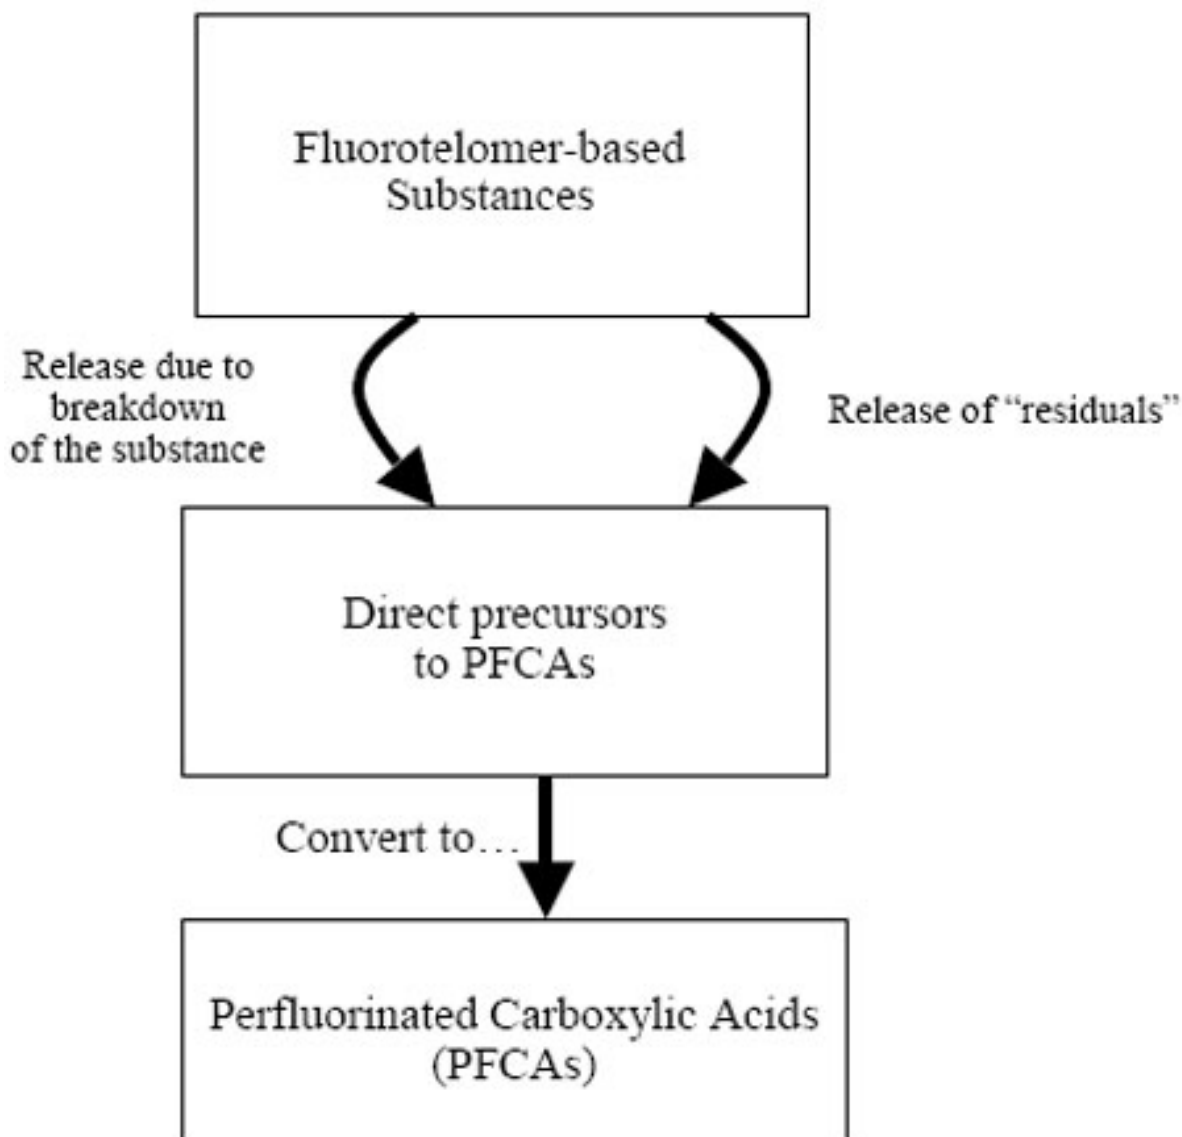 Fluorotelomer-based
Substances
Release due to
breakdown
of the substance
Release of “residuals”
Direct precursors
to PFCAs
Convert to…
Perfluorinated Carboxylic Acids
(PFCAs)